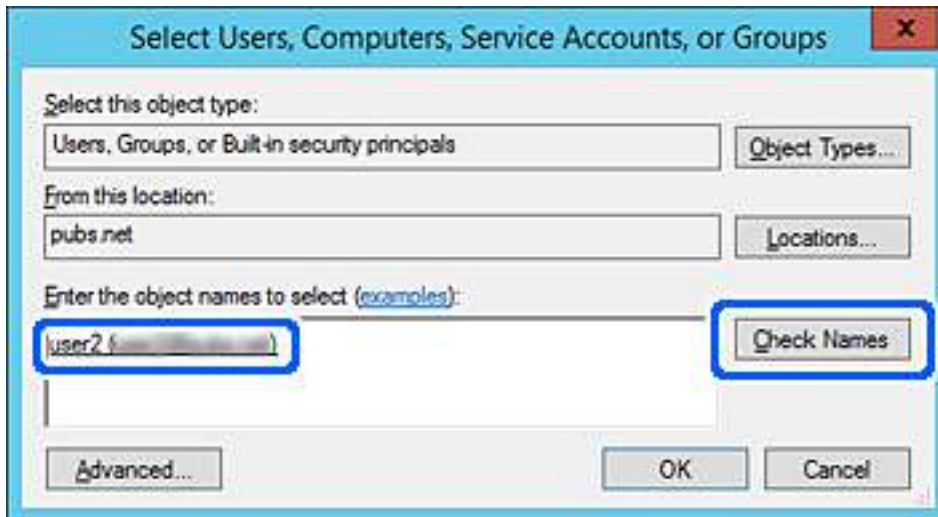 Select Users, Computers, Service Accounts, or Groups
x
Select this object type:
Users, Groups, or Built-in security principals
Object Types...
From this location:
pubs.net
Locations...
Enter the object names to select (examples):
user2 ( )
Check Names
Advanced...
OK
Cancel